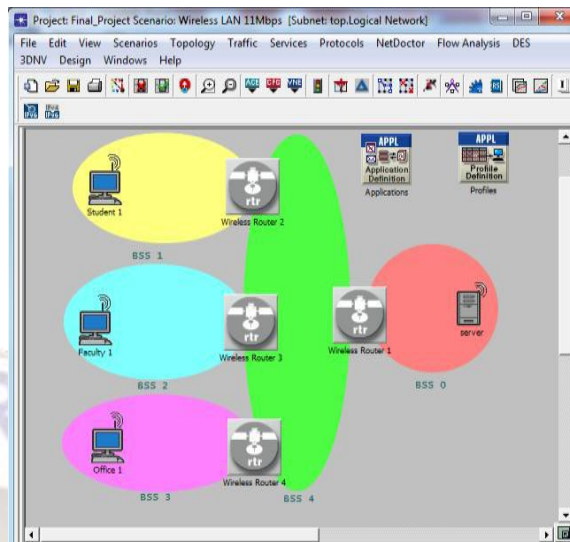 Project: Final_Project Scenario: Wireless LAN 11Mbps [Subnet: top.Logical Network]
File Edit View Scenarios Topology Traffic Services Protocols NetDoctor Flow Analysis DES
3DNV Design Windows Help
APPL
Application
Definition
Applications
APPL
Profile
Definition
Profiles
Student 1
rtr
Wireless Router 2
BSS 1
Faculty 1
rtr
Wireless Router 3
BSS 2
rtr
Wireless Router 1
server
BSS 0
Office 1
rtr
Wireless Router 4
BSS 3
BSS 4